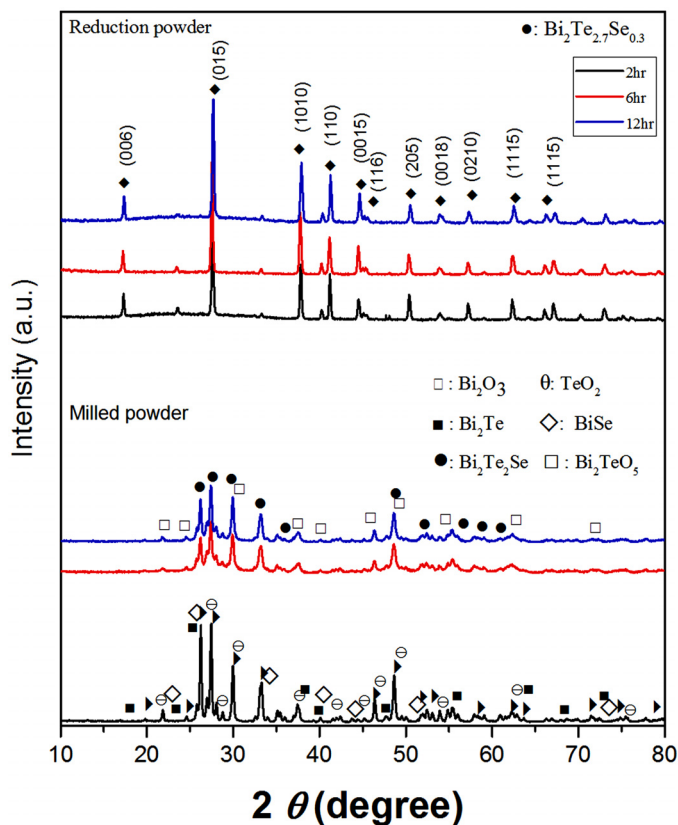 Reduction powder
●: Bi₂Te₂.₇Se₀.₃
2hr
6hr
12hr
(006)
(015)
(1010)
(110)
(0015)
(116)
(205)
(0018)
(0210)
(1115)
(1115)
Intensity (a.u.)
Milled powder
□: Bi₂O₃ θ: TeO₂
■: Bi₂Te ◇: BiSe
●: Bi₂Te₂Se □: Bi₂TeO₅
10 20 30 40 50 60 70 80
2 θ (degree)